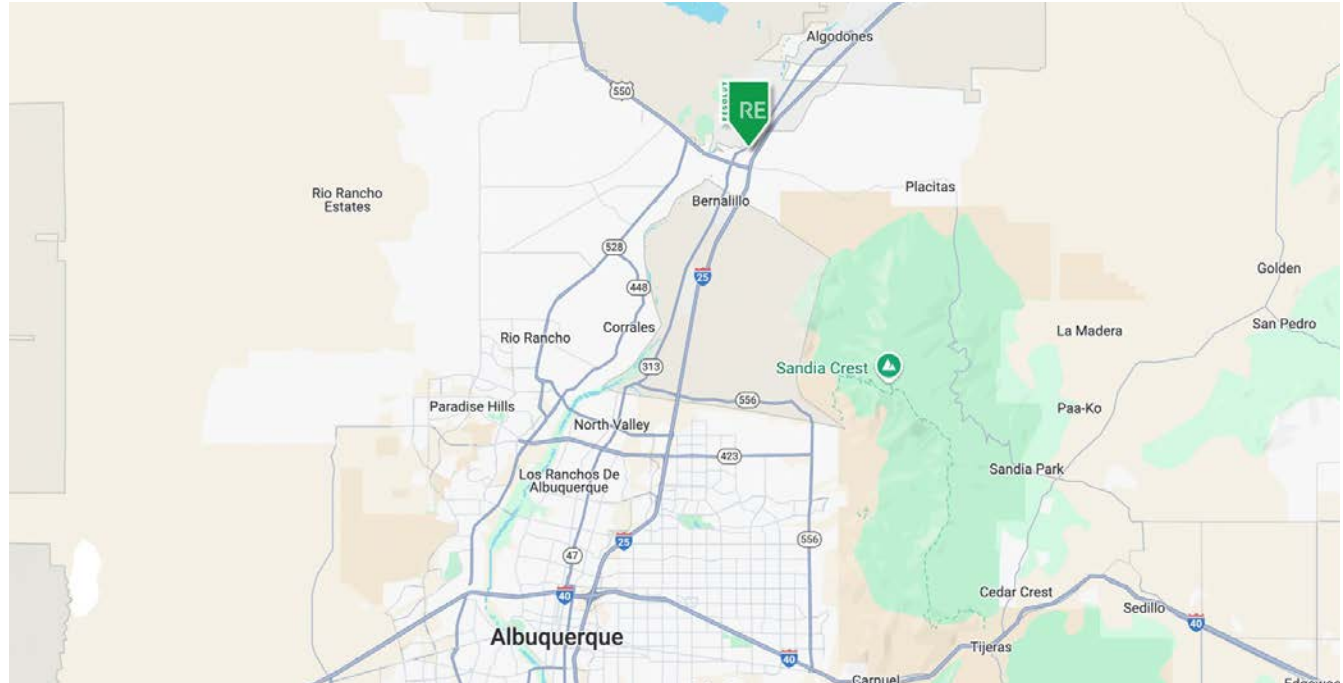 Algodones
550
RESOLUT
RE
Placitas
Rio Rancho
Estates
Bernalillo
528
25
448
Golden
Corrales
La Madera
San Pedro
Rio Rancho
313
Sandia Crest
556
Paradise Hills
Paa-Ko
North Valley
423
Sandia Park
Los Ranchos De
Albuquerque
25
556
47
40
Cedar Crest
Sedillo
40
Albuquerque
Tijeras
40
Carnuel